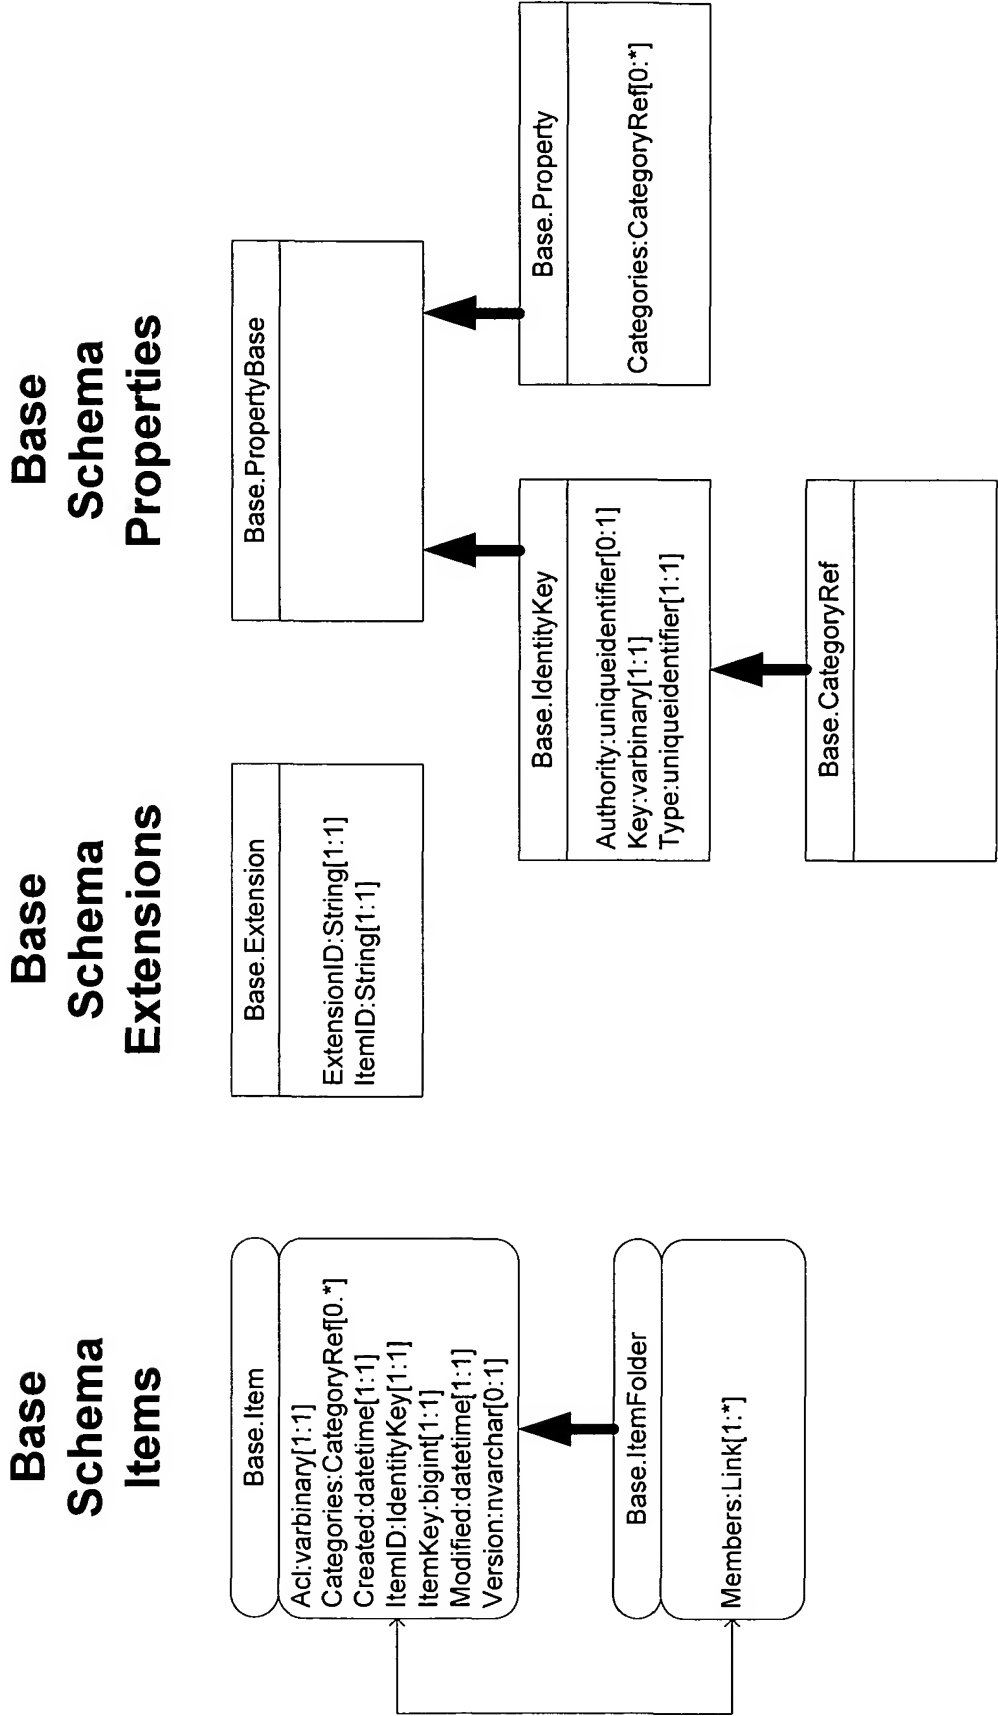 Base
Schema
Items
Base.Item
Acl:varbinary[1:1]
Categories:CategoryRef[0.*]
Created:datetime[1:1]
ItemID:IdentityKey[1:1]
ItemKey:bigint[1:1]
Modified:datetime[1:1]
Version:nvarchar[0:1]
Base.ItemFolder
Members:Link[1:*]
Base
Schema
Extensions
Base.Extension
ExtensionID:String[1:1]
ItemID:String[1:1]
Base
Schema
Properties
Base.PropertyBase
Base.IdentityKey
Authority:uniqueidentifier[0:1]
Key:varbinary[1:1]
Type:uniqueidentifier[1:1]
Base.Property
Categories:CategoryRef[0:*]
Base.CategoryRef